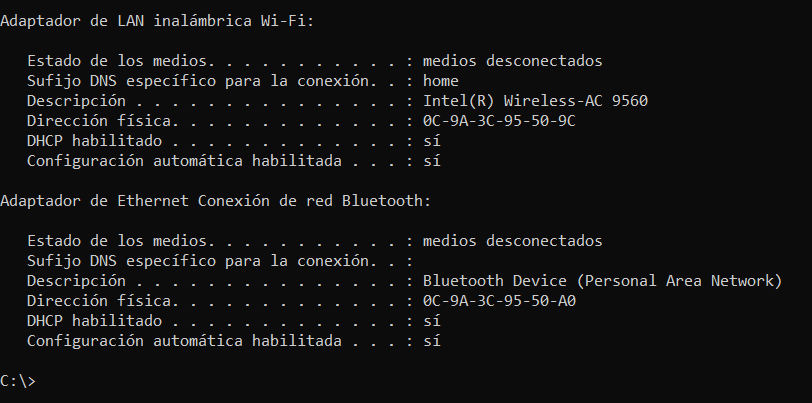 Adaptador de LAN inalámbrica Wi-Fi:
Estado de los medios. . . . . . . . . . . : medios desconectados
Sufijo DNS específico para la conexión. . : home
Descripción . . . . . . . . . . . . . . . : Intel(R) Wireless-AC 9560
Dirección física. . . . . . . . . . . . . : 0C-9A-3C-95-50-9C
DHCP habilitado . . . . . . . . . . . . . : sí
Configuración automática habilitada . . . : sí
Adaptador de Ethernet Conexión de red Bluetooth:
Estado de los medios. . . . . . . . . . . : medios desconectados
Sufijo DNS específico para la conexión. . :
Descripción . . . . . . . . . . . . . . . : Bluetooth Device (Personal Area Network)
Dirección física. . . . . . . . . . . . . : 0C-9A-3C-95-50-A0
DHCP habilitado . . . . . . . . . . . . . : sí
Configuración automática habilitada . . . : sí
C:\>